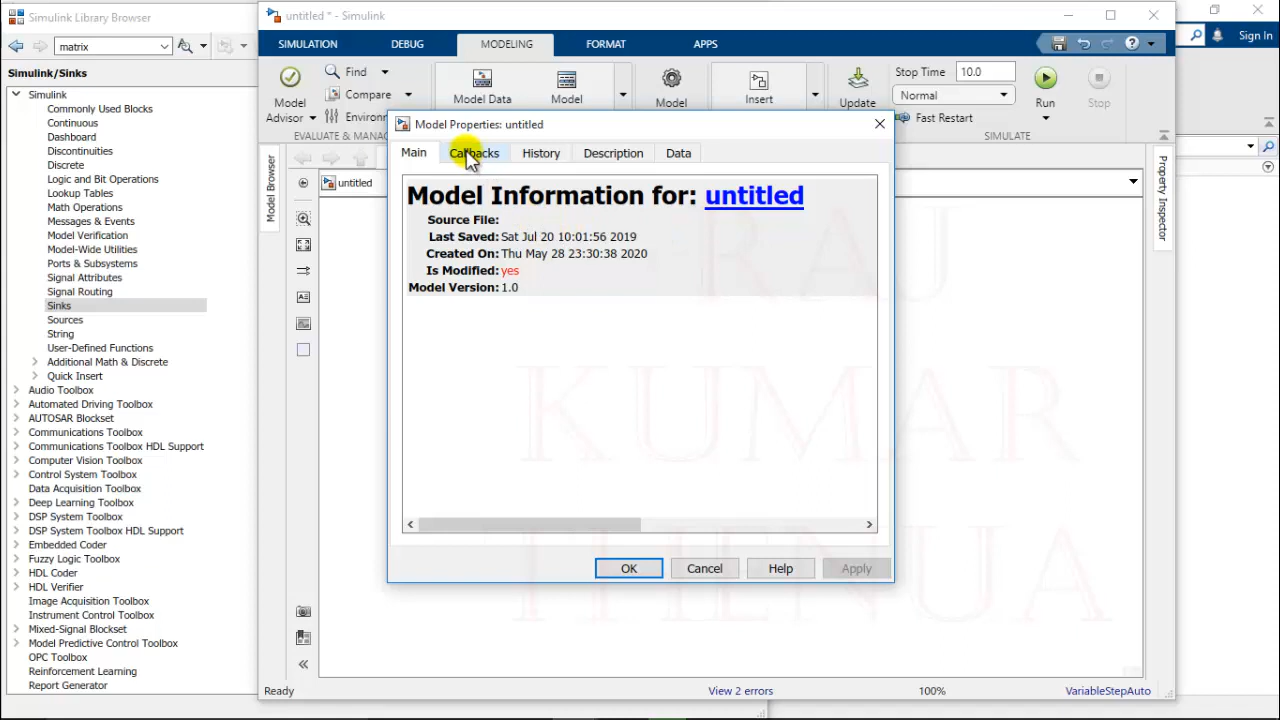 Simulink Library Browser
untitled * - Simulink
Sign In
matrix
SIMULATION DEBUG MODELING FORMAT APPS
Simulink/Sinks
Find
Compare
Environ
Model
Advisor
EVALUATE & MANA
Model Data
Model
Model
Insert
Update
Stop Time 10.0
Normal
Fast Restart
Run
Stop
SIMULATE
Simulink
Commonly Used Blocks
Continuous
Dashboard
Discontinuities
Discrete
Logic and Bit Operations
Lookup Tables
Math Operations
Messages & Events
Model Verification
Model-Wide Utilities
Ports & Subsystems
Signal Attributes
Signal Routing
Sinks
Sources
String
User-Defined Functions
Additional Math & Discrete
Quick Insert
Audio Toolbox
Automated Driving Toolbox
AUTOSAR Blockset
Communications Toolbox
Communications Toolbox HDL Support
Computer Vision Toolbox
Control System Toolbox
Data Acquisition Toolbox
Deep Learning Toolbox
DSP System Toolbox
DSP System Toolbox HDL Support
Embedded Coder
Fuzzy Logic Toolbox
HDL Coder
HDL Verifier
Image Acquisition Toolbox
Instrument Control Toolbox
Mixed-Signal Blockset
Model Predictive Control Toolbox
OPC Toolbox
Reinforcement Learning
Report Generator
Model Browser
untitled
Property Inspector
Model Properties: untitled
Main Callbacks History Description Data
Model Information for: untitled
Source File:
Last Saved: Sat Jul 20 10:01:56 2019
Created On: Thu May 28 23:30:38 2020
Is Modified: yes
Model Version: 1.0
OK Cancel Help Apply
RAJ
KUMAR
THENUA
Ready View 2 errors 100% VariableStepAuto